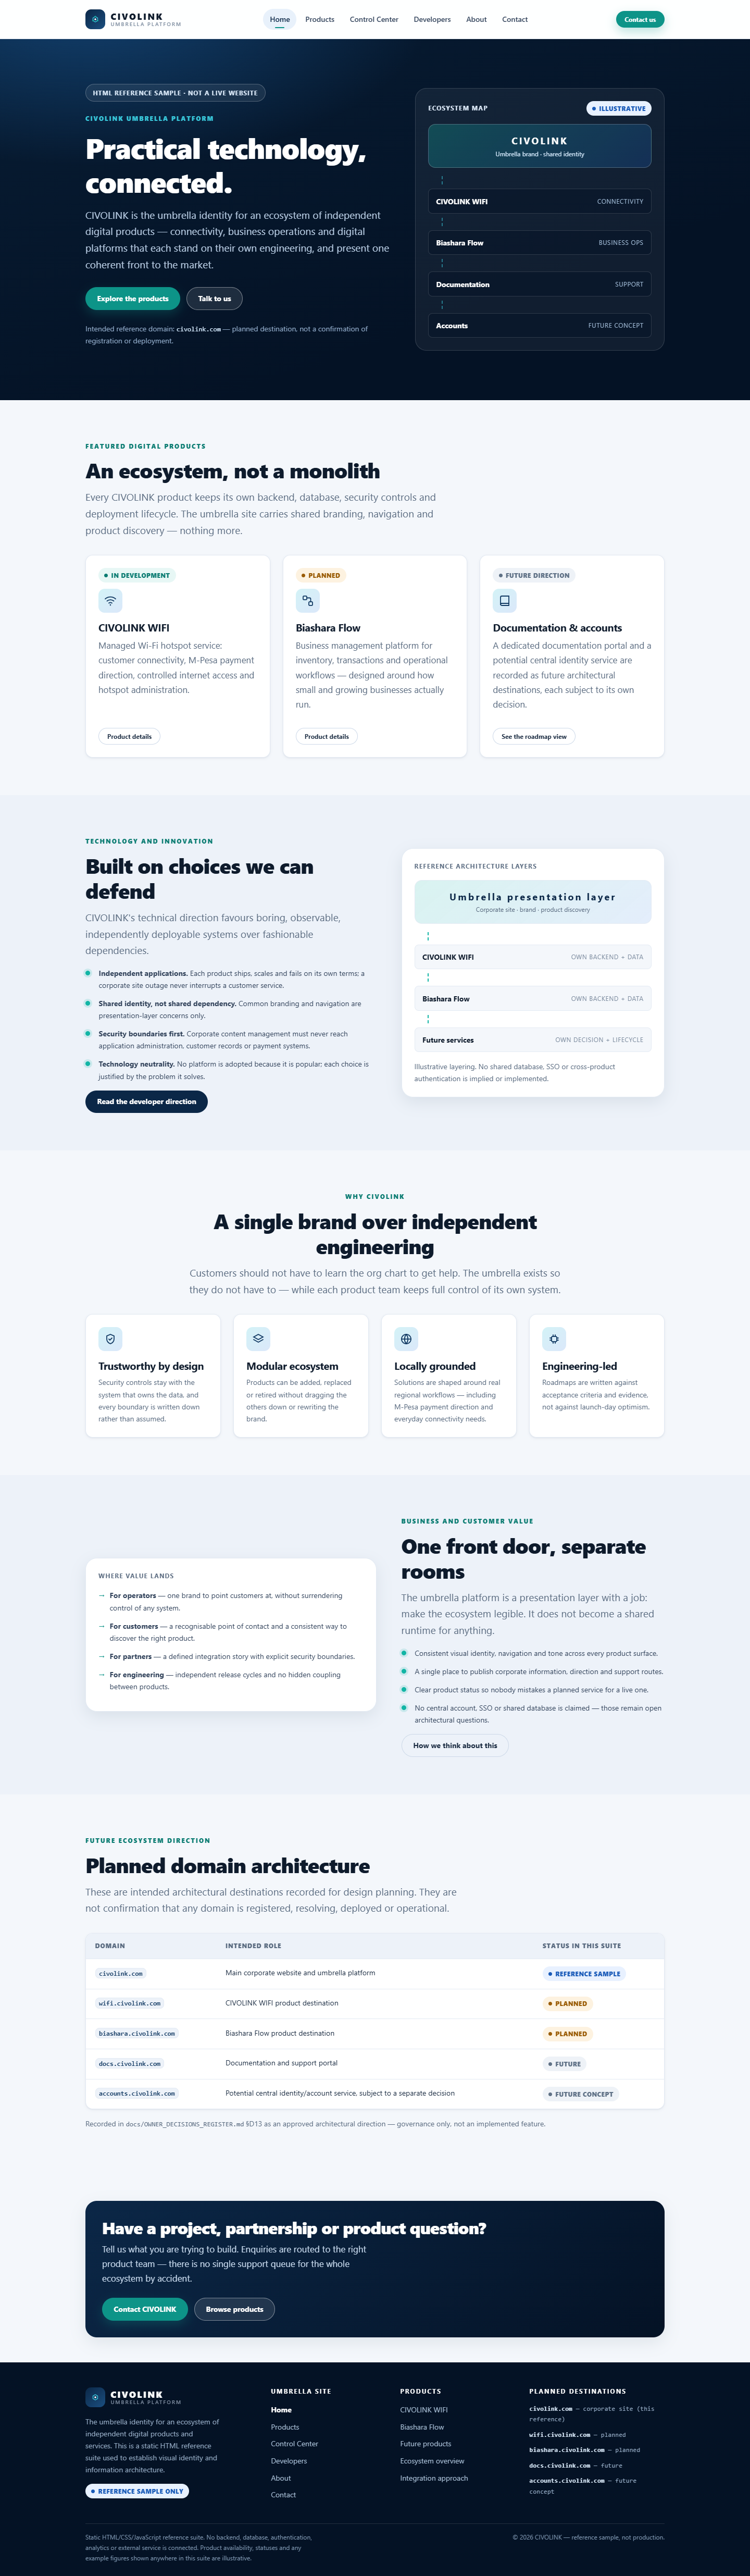 CIVOLINK
UMBRELLA PLATFORM
Home
Products
Control Center
Developers
About
Contact
Contact us
HTML REFERENCE SAMPLE · NOT A LIVE WEBSITE
CIVOLINK UMBRELLA PLATFORM
Practical technology,
connected.
CIVOLINK is the umbrella identity for an ecosystem of independent
digital products — connectivity, business operations and digital
platforms that each stand on their own engineering, and present one
coherent front to the market.
Explore the products
Talk to us
Intended reference domain: civolink.com — planned destination, not a confirmation of
registration or deployment.
ECOSYSTEM MAP
ILLUSTRATIVE
CIVOLINK
Umbrella brand · shared identity
CIVOLINK WIFI
CONNECTIVITY
Biashara Flow
BUSINESS OPS
Documentation
SUPPORT
Accounts
FUTURE CONCEPT
FEATURED DIGITAL PRODUCTS
An ecosystem, not a monolith
Every CIVOLINK product keeps its own backend, database, security controls and
deployment lifecycle. The umbrella site carries shared branding, navigation and
product discovery — nothing more.
IN DEVELOPMENT
CIVOLINK WIFI
Managed Wi-Fi hotspot service:
customer connectivity, M-Pesa payment
direction, controlled internet access and
hotspot administration.
Product details
PLANNED
Biashara Flow
Business management platform for
inventory, transactions and operational
workflows — designed around how
small and growing businesses actually
run.
Product details
FUTURE DIRECTION
Documentation & accounts
A dedicated documentation portal and a
potential central identity service are
recorded as future architectural
destinations, each subject to its own
decision.
See the roadmap view
TECHNOLOGY AND INNOVATION
Built on choices we can
defend
CIVOLINK's technical direction favours boring, observable,
independently deployable systems over fashionable
dependencies.
Independent applications. Each product ships, scales and fails on its own terms; a
corporate site outage never interrupts a customer service.
Shared identity, not shared dependency. Common branding and navigation are
presentation-layer concerns only.
Security boundaries first. Corporate content management must never reach
application administration, customer records or payment systems.
Technology neutrality. No platform is adopted because it is popular; each choice is
justified by the problem it solves.
Read the developer direction
REFERENCE ARCHITECTURE LAYERS
Umbrella presentation layer
Corporate site · brand · product discovery
CIVOLINK WIFI
OWN BACKEND + DATA
Biashara Flow
OWN BACKEND + DATA
Future services
OWN DECISION + LIFECYCLE
Illustrative layering. No shared database, SSO or cross-product
authentication is implied or implemented.
WHY CIVOLINK
A single brand over independent
engineering
Customers should not have to learn the org chart to get help. The umbrella exists so
they do not have to — while each product team keeps full control of its own system.
Trustworthy by design
Security controls stay with the
system that owns the data, and
every boundary is written down
rather than assumed.
Modular ecosystem
Products can be added, replaced
or retired without dragging the
others down or rewriting the
brand.
Locally grounded
Solutions are shaped around real
regional workflows — including
M-Pesa payment direction and
everyday connectivity needs.
Engineering-led
Roadmaps are written against
acceptance criteria and evidence,
not against launch-day optimism.
WHERE VALUE LANDS
→ For operators — one brand to point customers at, without surrendering
control of any system.
→ For customers — a recognisable point of contact and a consistent way to
discover the right product.
→ For partners — a defined integration story with explicit security boundaries.
→ For engineering — independent release cycles and no hidden coupling
between products.
BUSINESS AND CUSTOMER VALUE
One front door, separate
rooms
The umbrella platform is a presentation layer with a job:
make the ecosystem legible. It does not become a shared
runtime for anything.
Consistent visual identity, navigation and tone across every product surface.
A single place to publish corporate information, direction and support routes.
Clear product status so nobody mistakes a planned service for a live one.
No central account, SSO or shared database is claimed — those remain open
architectural questions.
How we think about this
FUTURE ECOSYSTEM DIRECTION
Planned domain architecture
These are intended architectural destinations recorded for design planning. They are
not confirmation that any domain is registered, resolving, deployed or operational.
DOMAIN
INTENDED ROLE
STATUS IN THIS SUITE
civolink.com
Main corporate website and umbrella platform
REFERENCE SAMPLE
wifi.civolink.com
CIVOLINK WIFI product destination
PLANNED
biashara.civolink.com
Biashara Flow product destination
PLANNED
docs.civolink.com
Documentation and support portal
FUTURE
accounts.civolink.com
Potential central identity/account service, subject to a separate decision
FUTURE CONCEPT
Recorded in docs/OWNER_DECISIONS_REGISTER.md §D13 as an approved architectural direction — governance only, not an implemented feature.
Have a project, partnership or product question?
Tell us what you are trying to build. Enquiries are routed to the right
product team — there is no single support queue for the whole
ecosystem by accident.
Contact CIVOLINK
Browse products
CIVOLINK
UMBRELLA PLATFORM
The umbrella identity for an ecosystem of
independent digital products and
services. This is a static HTML reference
suite used to establish visual identity and
information architecture.
REFERENCE SAMPLE ONLY
UMBRELLA SITE
Home
Products
Control Center
Developers
About
Contact
PRODUCTS
CIVOLINK WIFI
Biashara Flow
Future products
Ecosystem overview
Integration approach
PLANNED DESTINATIONS
civolink.com — corporate site (this
reference)
wifi.civolink.com — planned
biashara.civolink.com — planned
docs.civolink.com — future
accounts.civolink.com — future
concept
Static HTML/CSS/JavaScript reference suite. No backend, database, authentication,
analytics or external service is connected. Product availability, statuses and any
example figures shown anywhere in this suite are illustrative.
© 2026 CIVOLINK — reference sample, not production.